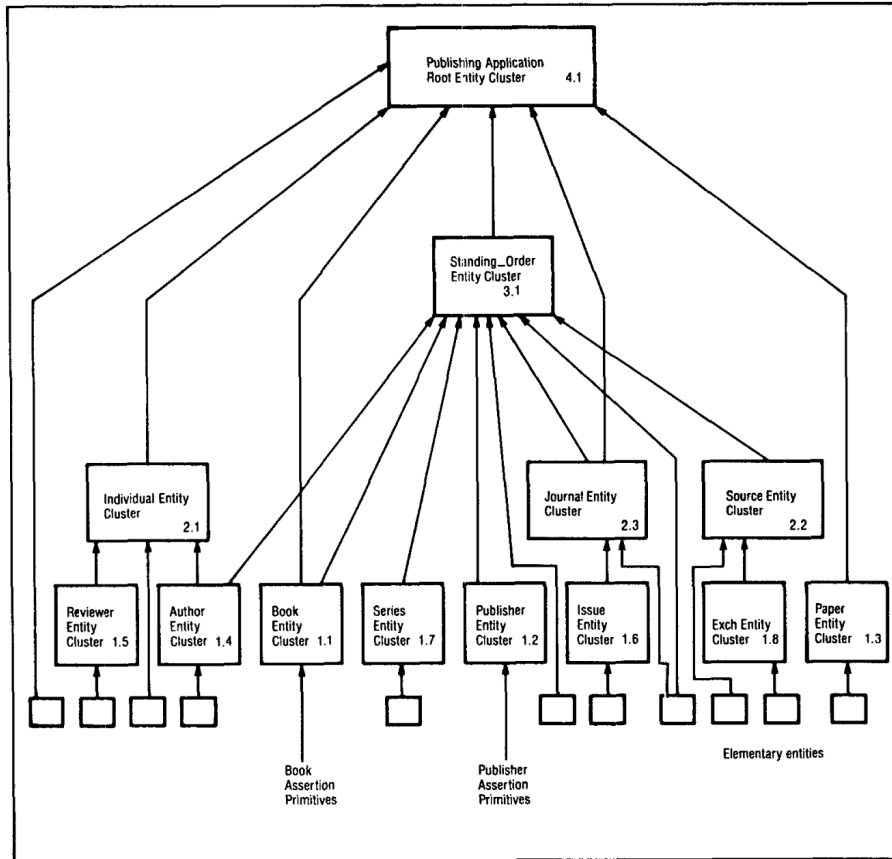 Publishing Application
Root Entity Cluster 4.1
Standing_Order
Entity Cluster
3.1
Individual Entity
Cluster
2.1
Journal Entity
Cluster
2.3
Source Entity
Cluster
2.2
Reviewer
Entity
Cluster 1.5
Author
Entity
Cluster 1.4
Book
Entity
Cluster 1.1
Series
Entity
Cluster 1.7
Publisher
Entity
Cluster 1.2
Issue
Entity
Cluster 1.6
Exch Entity
Cluster 1.8
Paper
Entity
Cluster 1.3
Elementary entities
Book
Assertion
Primitives
Publisher
Assertion
Primitives